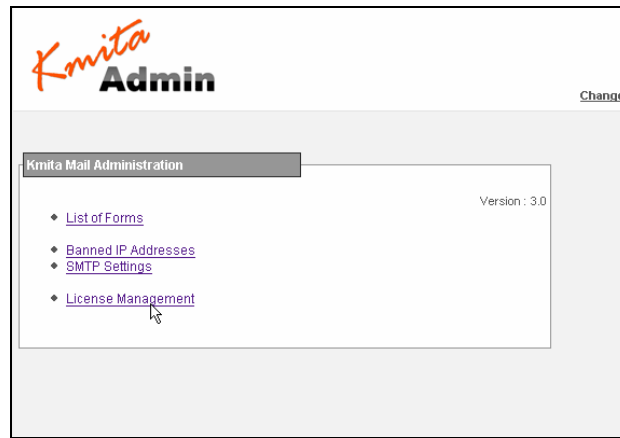 Kmita
Admin
Change
Kmita Mail Administration
Version : 3.0
List of Forms
Banned IP Addresses
SMTP Settings
License Management